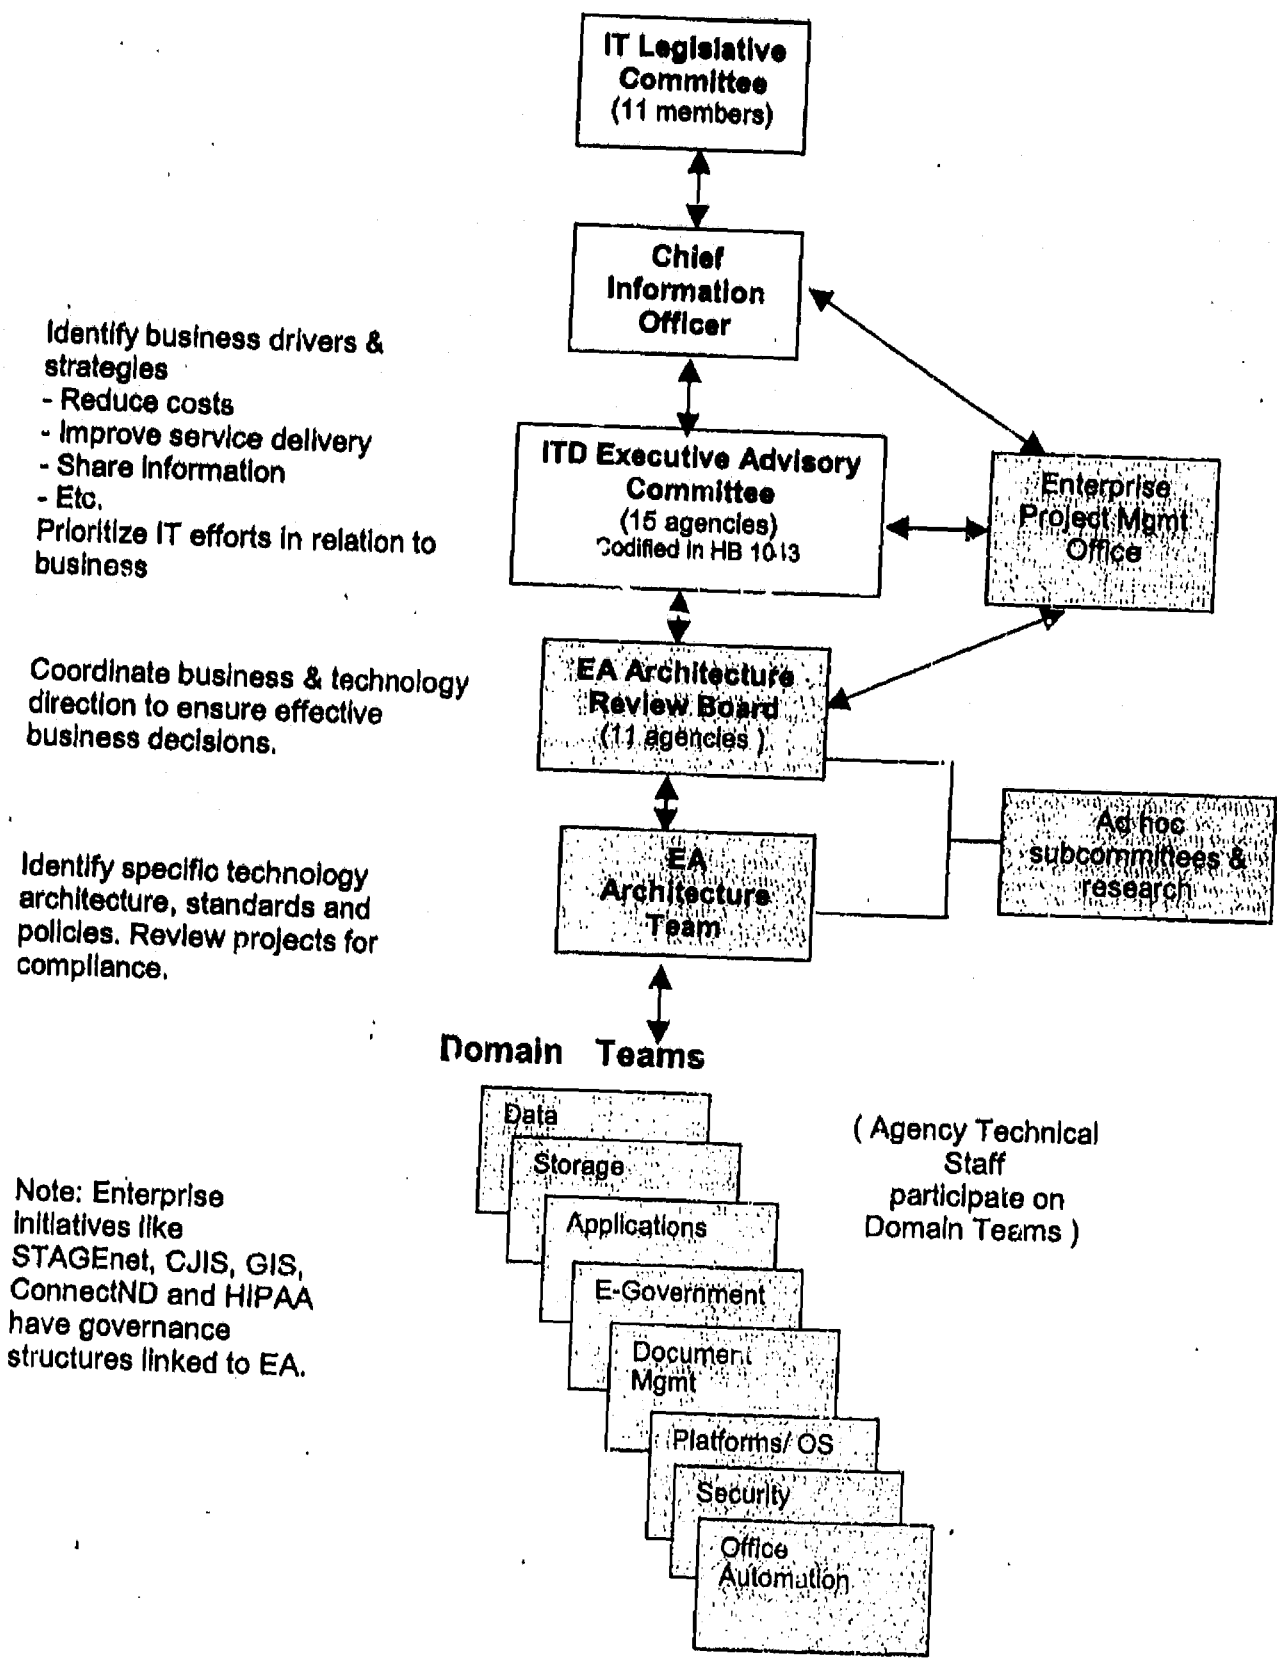 IT Legislative
Committee
(11 members)
Chief
Information
Officer
Identify business drivers &
strategies
- Reduce costs
- Improve service delivery
- Share information
- Etc.
Prioritize IT efforts in relation to
business
ITD Executive Advisory
Committee
(15 agencies)
Codified in HB
Enterprise
Project Mgmt
Office
Coordinate business & technology
direction to ensure effective
business decisions.
EA Architecture
Review Board
(11 agencies )
Ad hoc
subcommittees &
research
Identify specific technology
architecture, standards and
policies. Review projects for
compliance.
EA
Architecture
Team
Domain Teams
Data
Storage
Applications
E-Government
Document
Mgmt
Platforms/ OS
Security
Office
Automation
( Agency Technical
Staff
participate on
Domain Teams )
Note: Enterprise
initiatives like
STAGEnet, CJIS, GIS,
ConnectND and HIPAA
have governance
structures linked to EA.